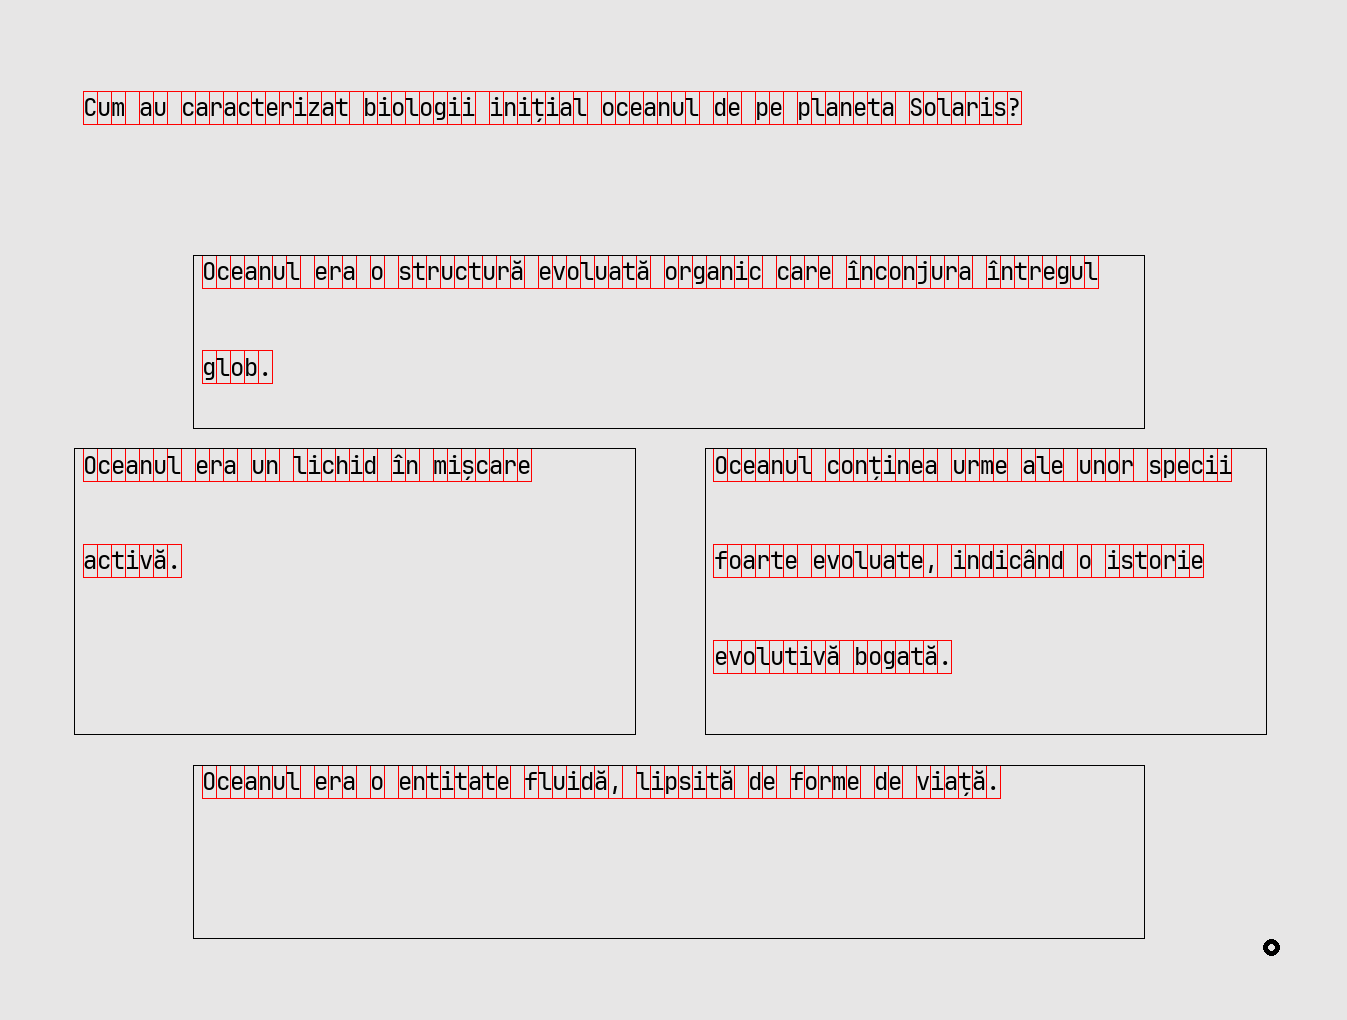 Cum au caracterizat biologii inițial oceanul de pe planeta Solaris?
Oceanul era o structură evoluată organic care înconjura întregul
glob.
Oceanul era un lichid în mișcare
activă.
Oceanul conținea urme ale unor specii
foarte evoluate, indicând o istorie
evolutivă bogată.
Oceanul era o entitate fluidă, lipsită de forme de viață.